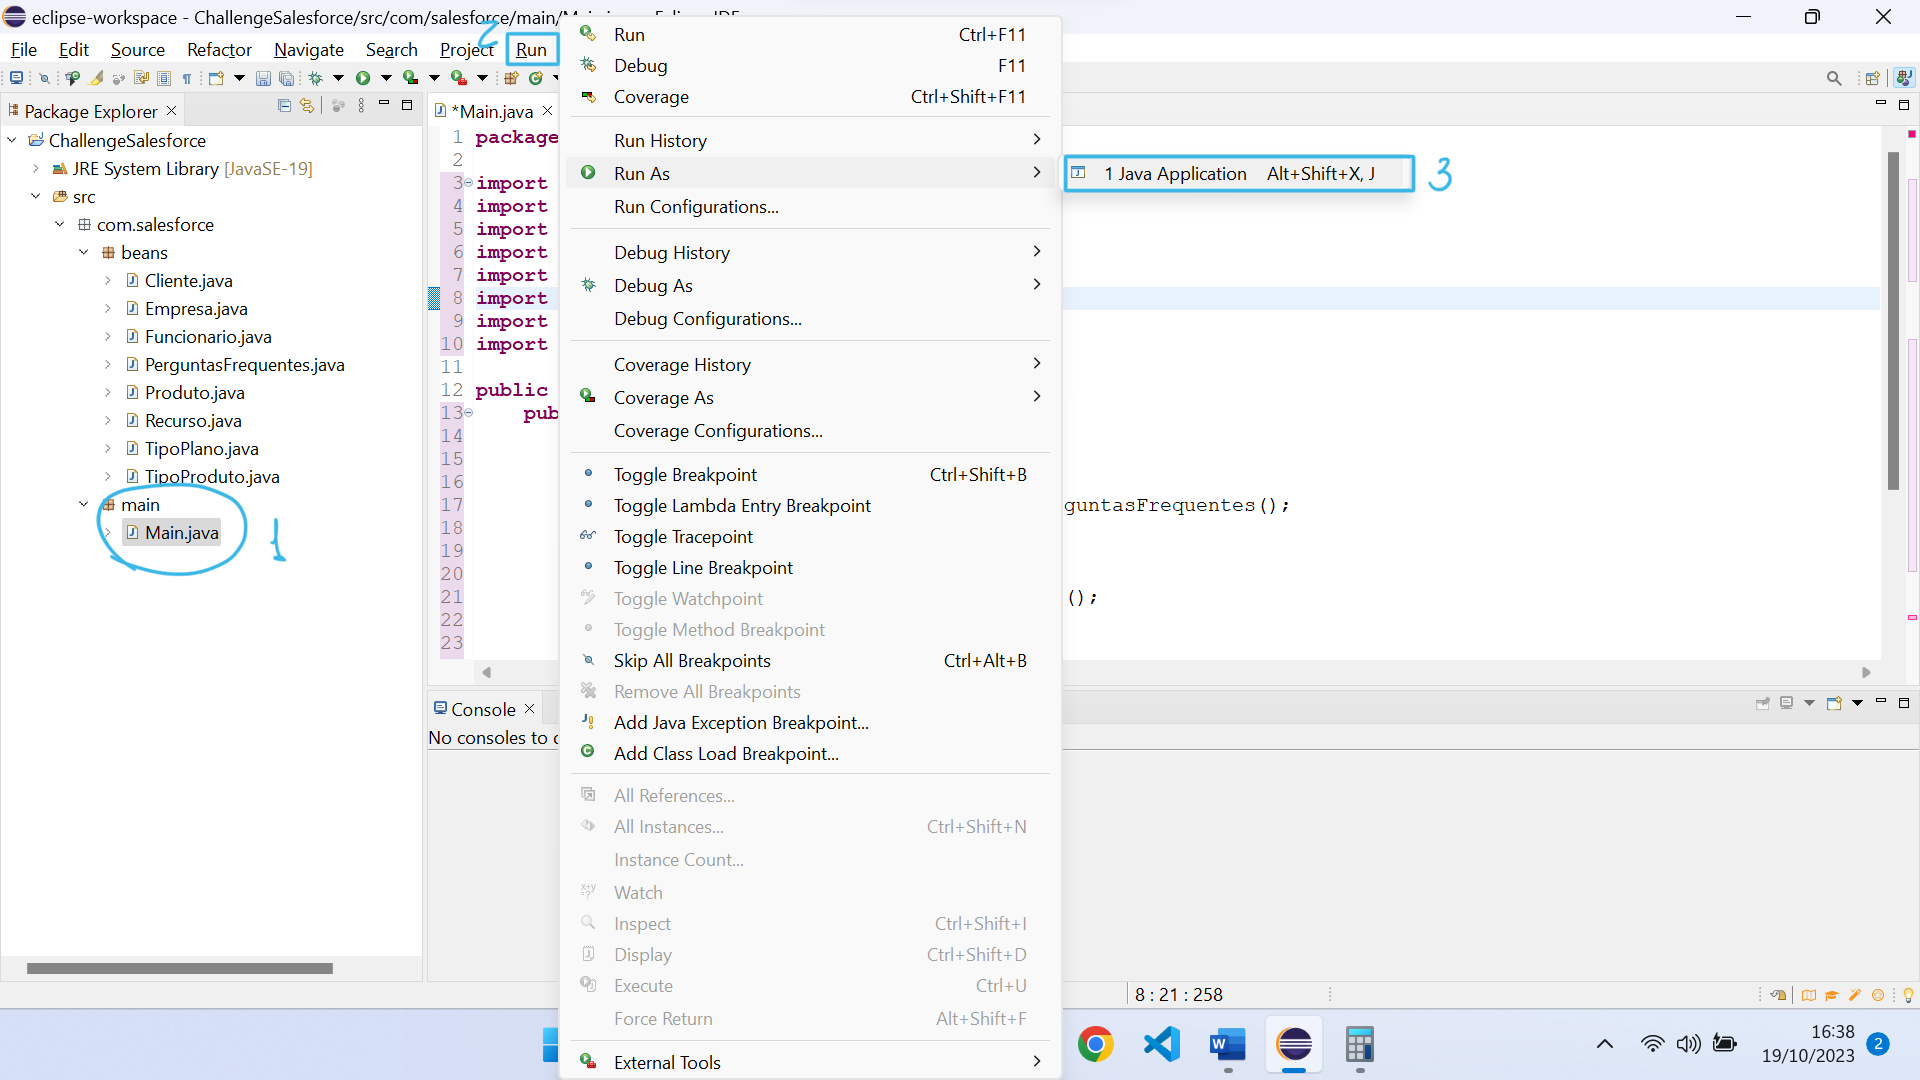 eclipse-workspace - ChallengeSalesforce/src/com/salesforce/main/
File Edit Source Refactor Navigate Search Project Run
2
Package Explorer
ChallengeSalesforce
JRE System Library [JavaSE-19]
src
com.salesforce
beans
Cliente.java
Empresa.java
Funcionario.java
PerguntasFrequentes.java
Produto.java
Recurso.java
TipoPlano.java
TipoProduto.java
main
Main.java
1
*Main.java
1 package
2
3 import
4 import
5 import
6 import
7 import
8 import
9 import
10 import
11
12 public
13 pub
14
15
16
17 guntasFrequentes();
18
19
20
21 ();
22
23
Run Ctrl+F11
Debug F11
Coverage Ctrl+Shift+F11
Run History
Run As
Run Configurations...
Debug History
Debug As
Debug Configurations...
Coverage History
Coverage As
Coverage Configurations...
Toggle Breakpoint Ctrl+Shift+B
Toggle Lambda Entry Breakpoint
Toggle Tracepoint
Toggle Line Breakpoint
Toggle Watchpoint
Toggle Method Breakpoint
Skip All Breakpoints Ctrl+Alt+B
Remove All Breakpoints
Add Java Exception Breakpoint...
Add Class Load Breakpoint...
All References...
All Instances... Ctrl+Shift+N
Instance Count...
Watch
Inspect Ctrl+Shift+I
Display Ctrl+Shift+D
Execute Ctrl+U
Force Return Alt+Shift+F
External Tools
1 Java Application Alt+Shift+X, J
3
Console
No consoles to
8 : 21 : 258
16:38
19/10/2023
2